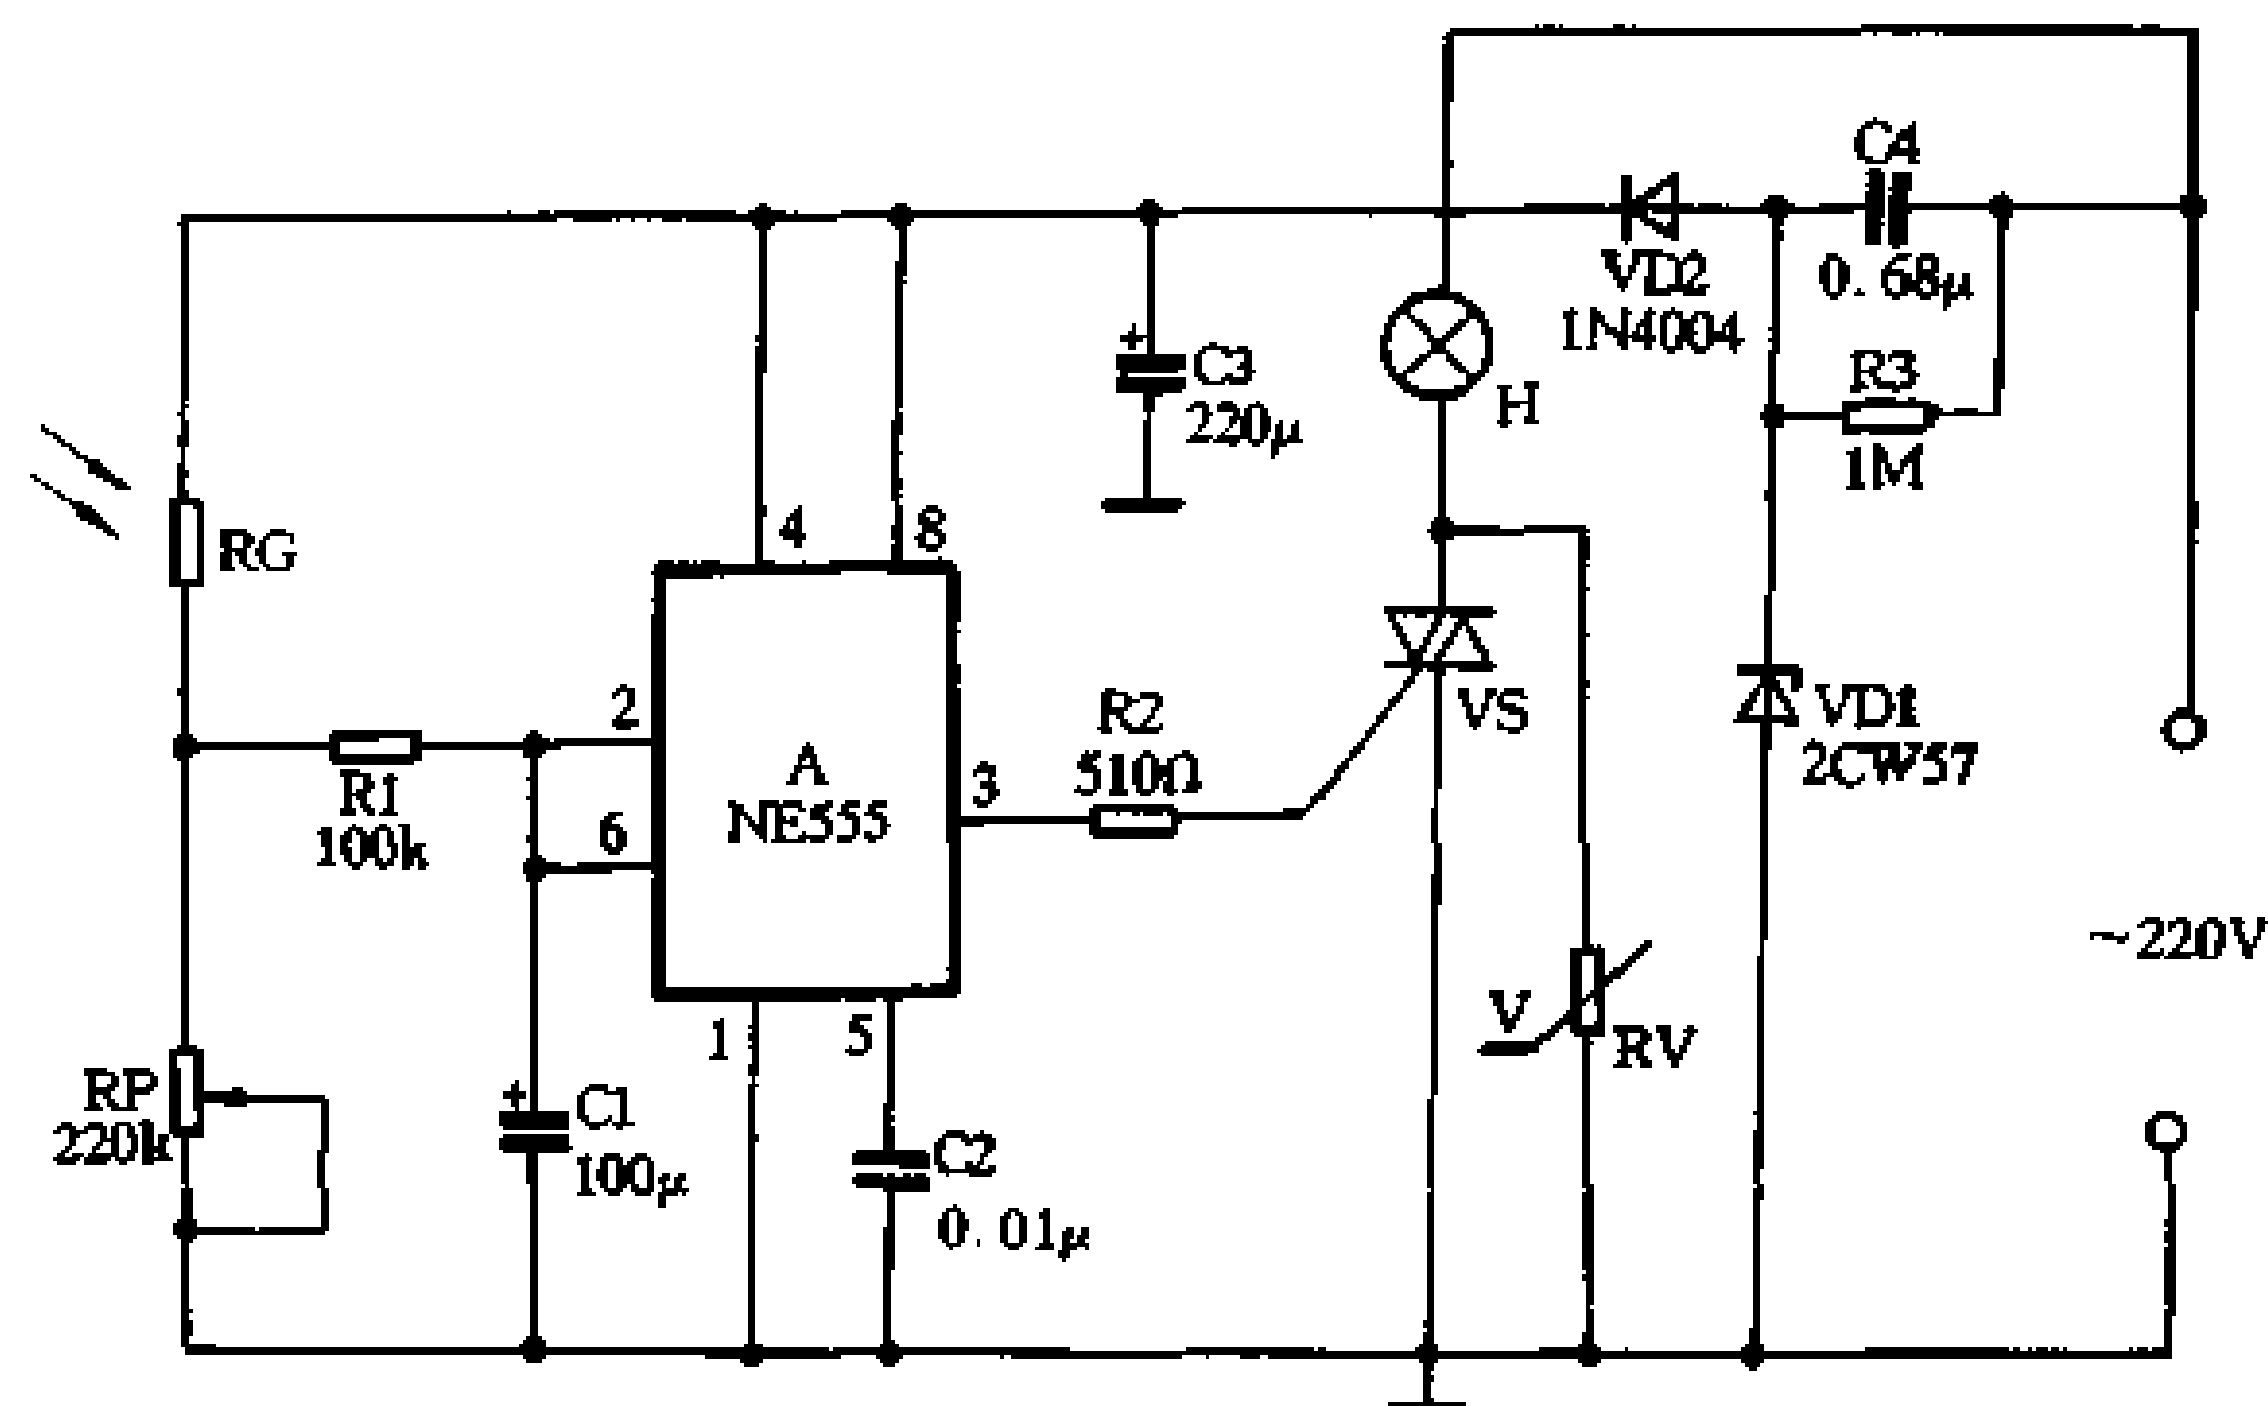 C4
0.68μ
VD2
1N4004
+
C3
220μ
H
R3
1M
RG
4
8
2
R1
100k
6
A
NE555
3
R2
510Ω
VS
VD1
2CW57
~220V
1
5
V
RV
RP
220k
+
C1
100μ
C2
0.01μ